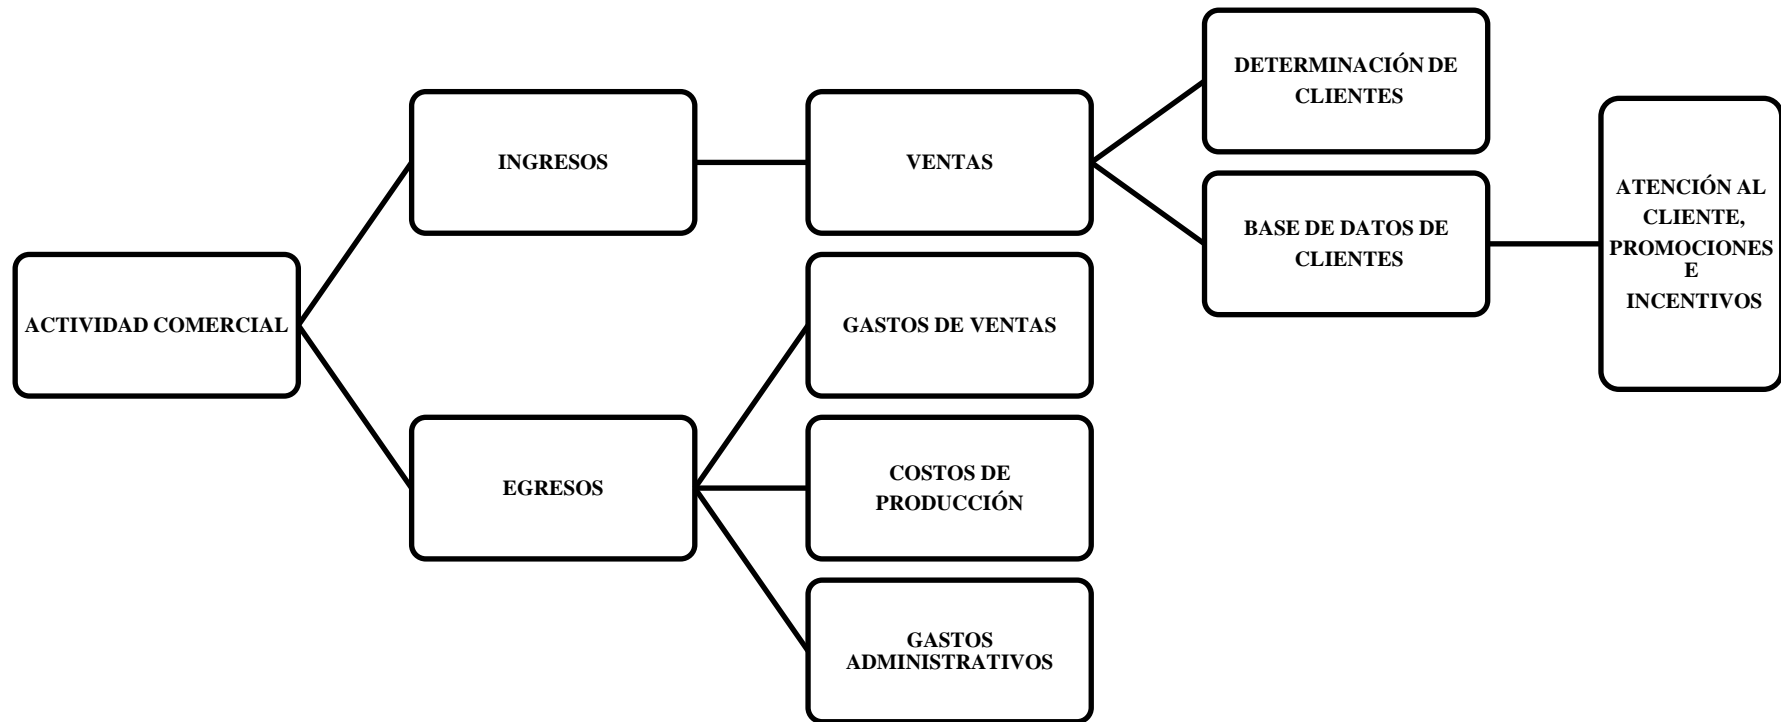 ACTIVIDAD COMERCIAL
INGRESOS
EGRESOS
VENTAS
GASTOS DE VENTAS
COSTOS DE
PRODUCCIÓN
GASTOS
ADMINISTRATIVOS
DETERMINACIÓN DE
CLIENTES
BASE DE DATOS DE
CLIENTES
ATENCIÓN AL
CLIENTE,
PROMOCIONES
E
INCENTIVOS